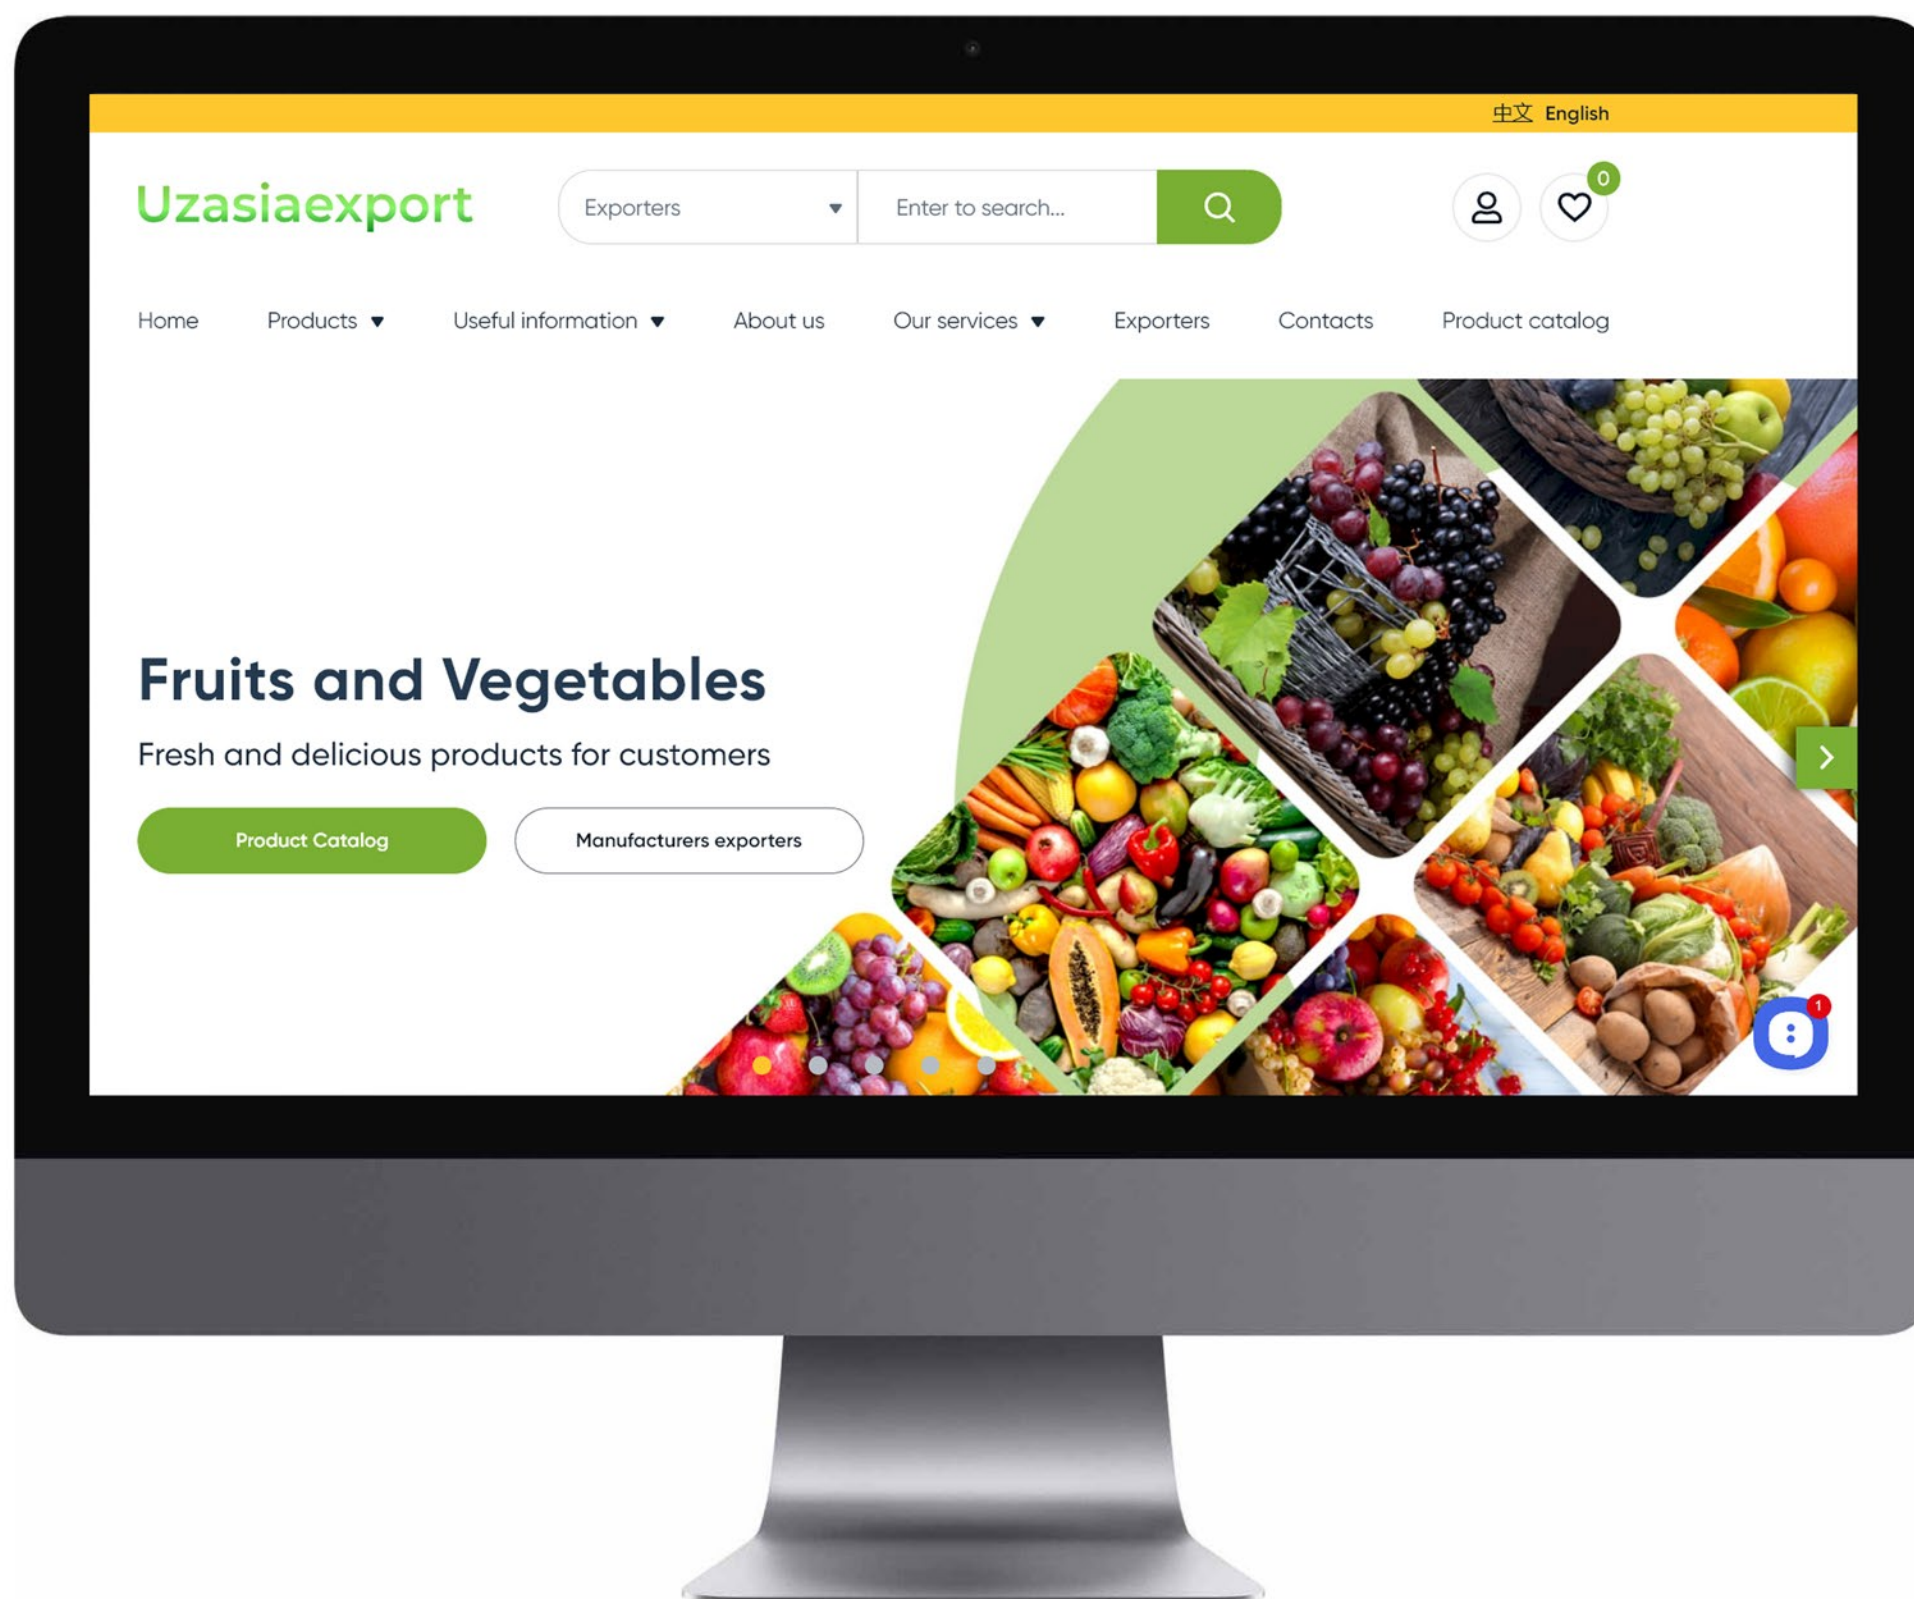 中文 English
Uzasiaexport
Exporters
Enter to search...
0
Home Products Useful information About us Our services Exporters Contacts Product catalog
Fruits and Vegetables
Fresh and delicious products for customers
Product Catalog
Manufacturers exporters
1